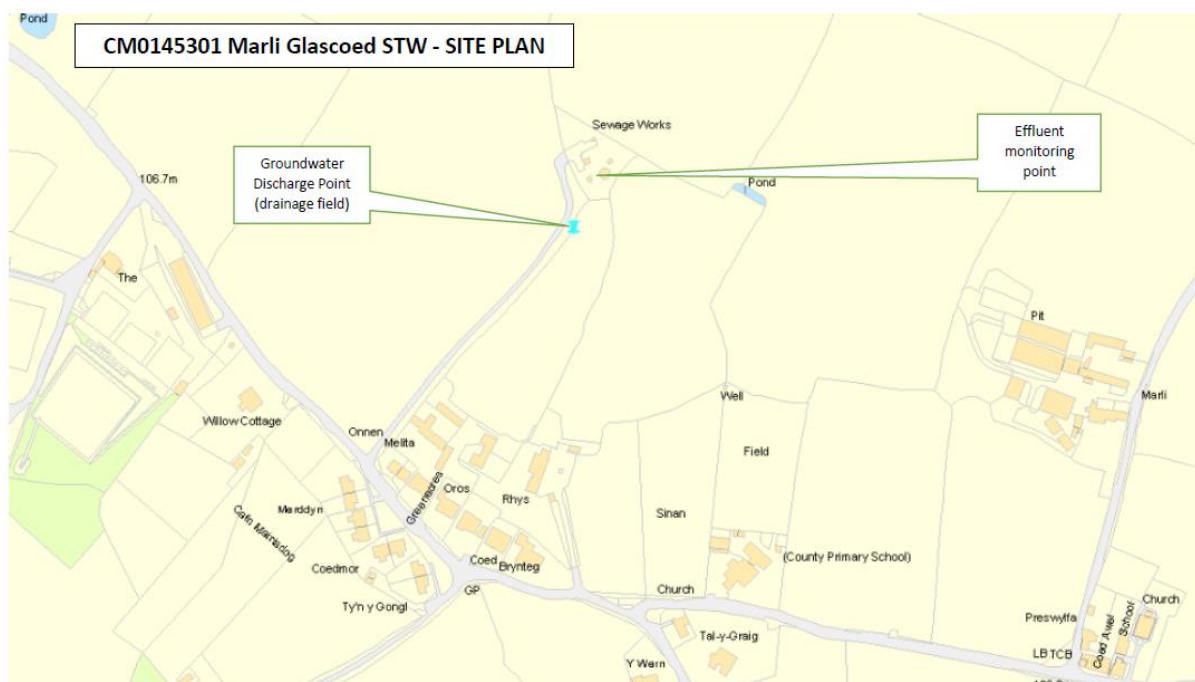 Pond
CM0145301 Marli Glascoed STW - SITE PLAN
Sewage Works
Effluent
monitoring
point
Groundwater
Discharge Point
(drainage field)
106.7m
Pond
The
Pit
Marli
Well
Willow Cottage
Onnen
Melita
Field
Greenacres
Oros
Rhys
Merddyn
Sinan
Cefn Marrisdog
(County Primary School)
Coedmor
Coed
Brynteg
GP
Church
Ty'n y Gongl
Church
Preswylfa
Coed Awel
School
Tal-y-Graig
LB TCB
Y Wern